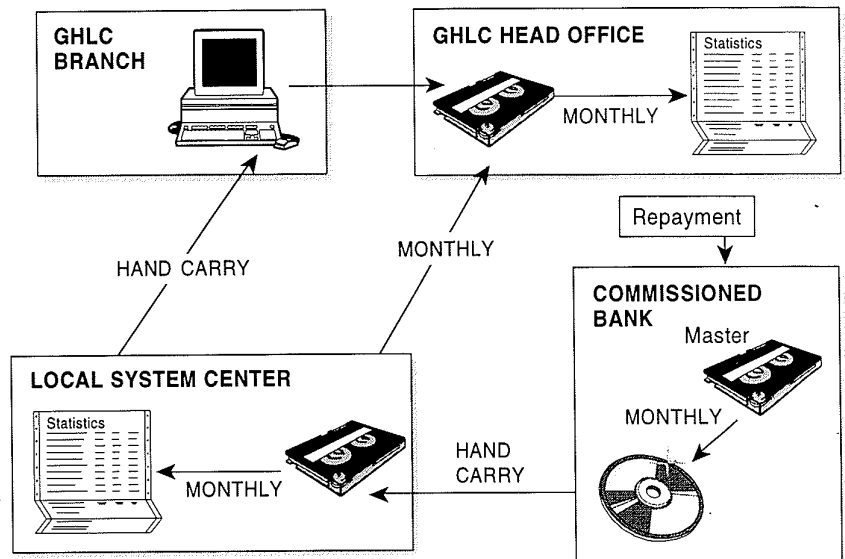 GHLC
BRANCH
GHLC HEAD OFFICE
Statistics
MONTHLY
Repayment
HAND CARRY
MONTHLY
COMMISSIONED
BANK
Master
MONTHLY
LOCAL SYSTEM CENTER
Statistics
MONTHLY
HAND
CARRY